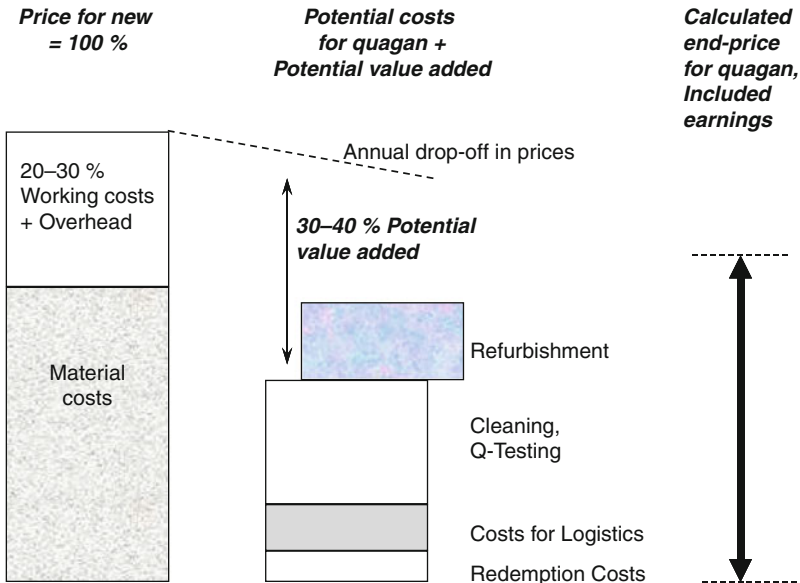 Price for new
= 100 %
Potential costs
for quagan +
Potential value added
Calculated
end-price
for quagan,
Included
earnings
Annual drop-off in prices
20–30 %
Working costs
+ Overhead
30–40 % Potential
value added
Material
costs
Refurbishment
Cleaning,
Q-Testing
Costs for Logistics
Redemption Costs